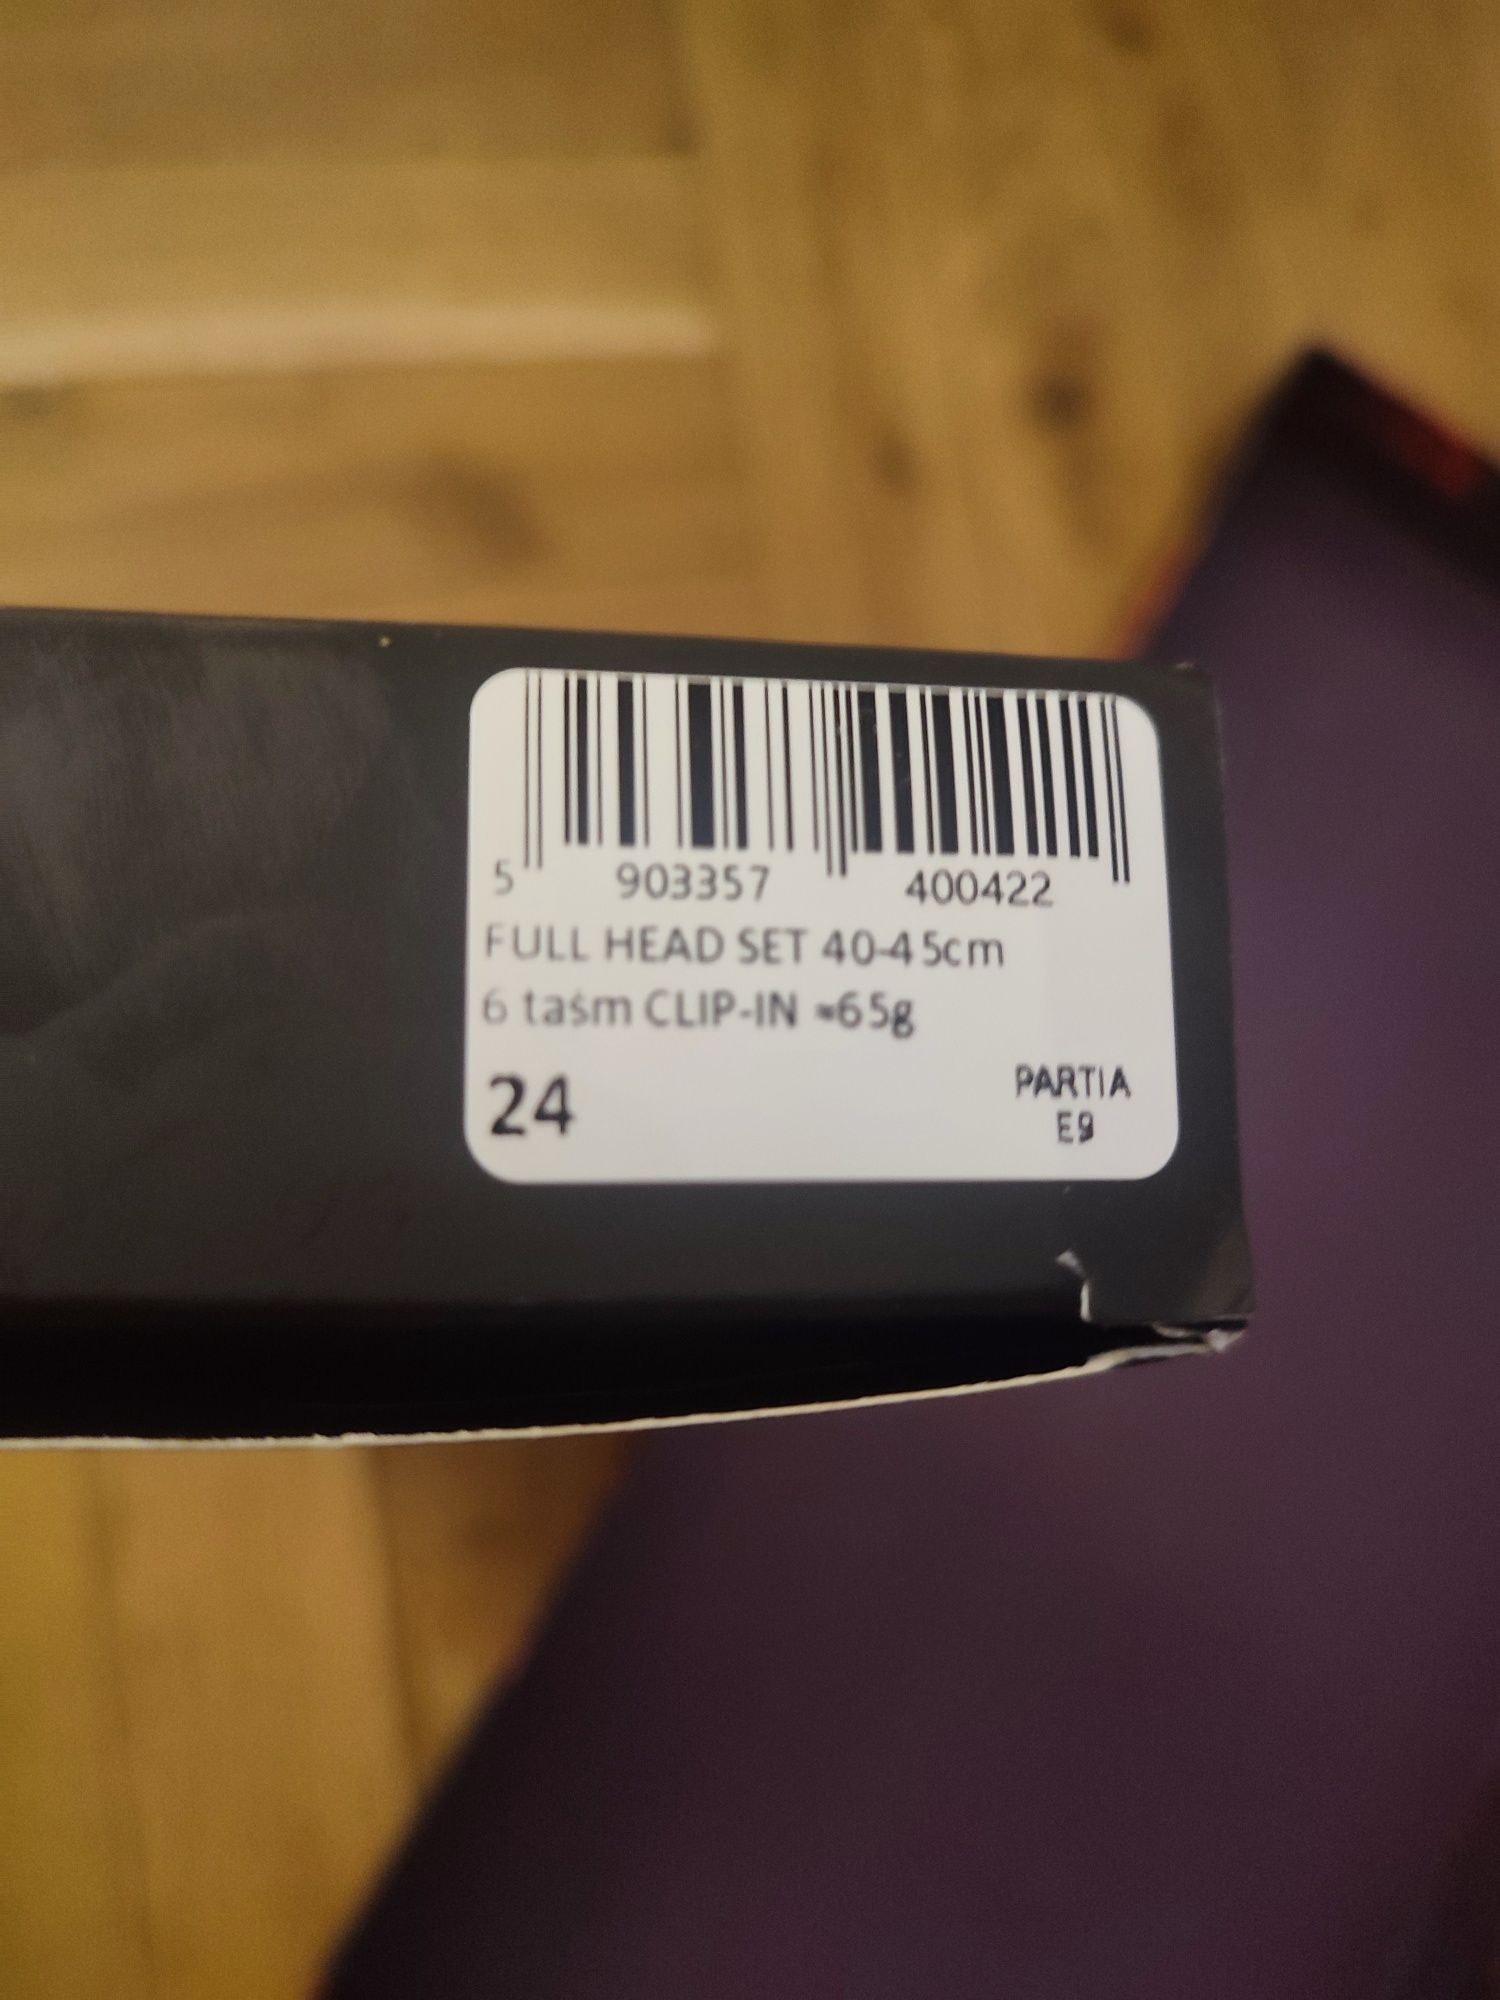 5 903357 400422
FULL HEAD SET 40-45cm
6 taśm CLIP-IN ≈65g
24
PARTIA
E9